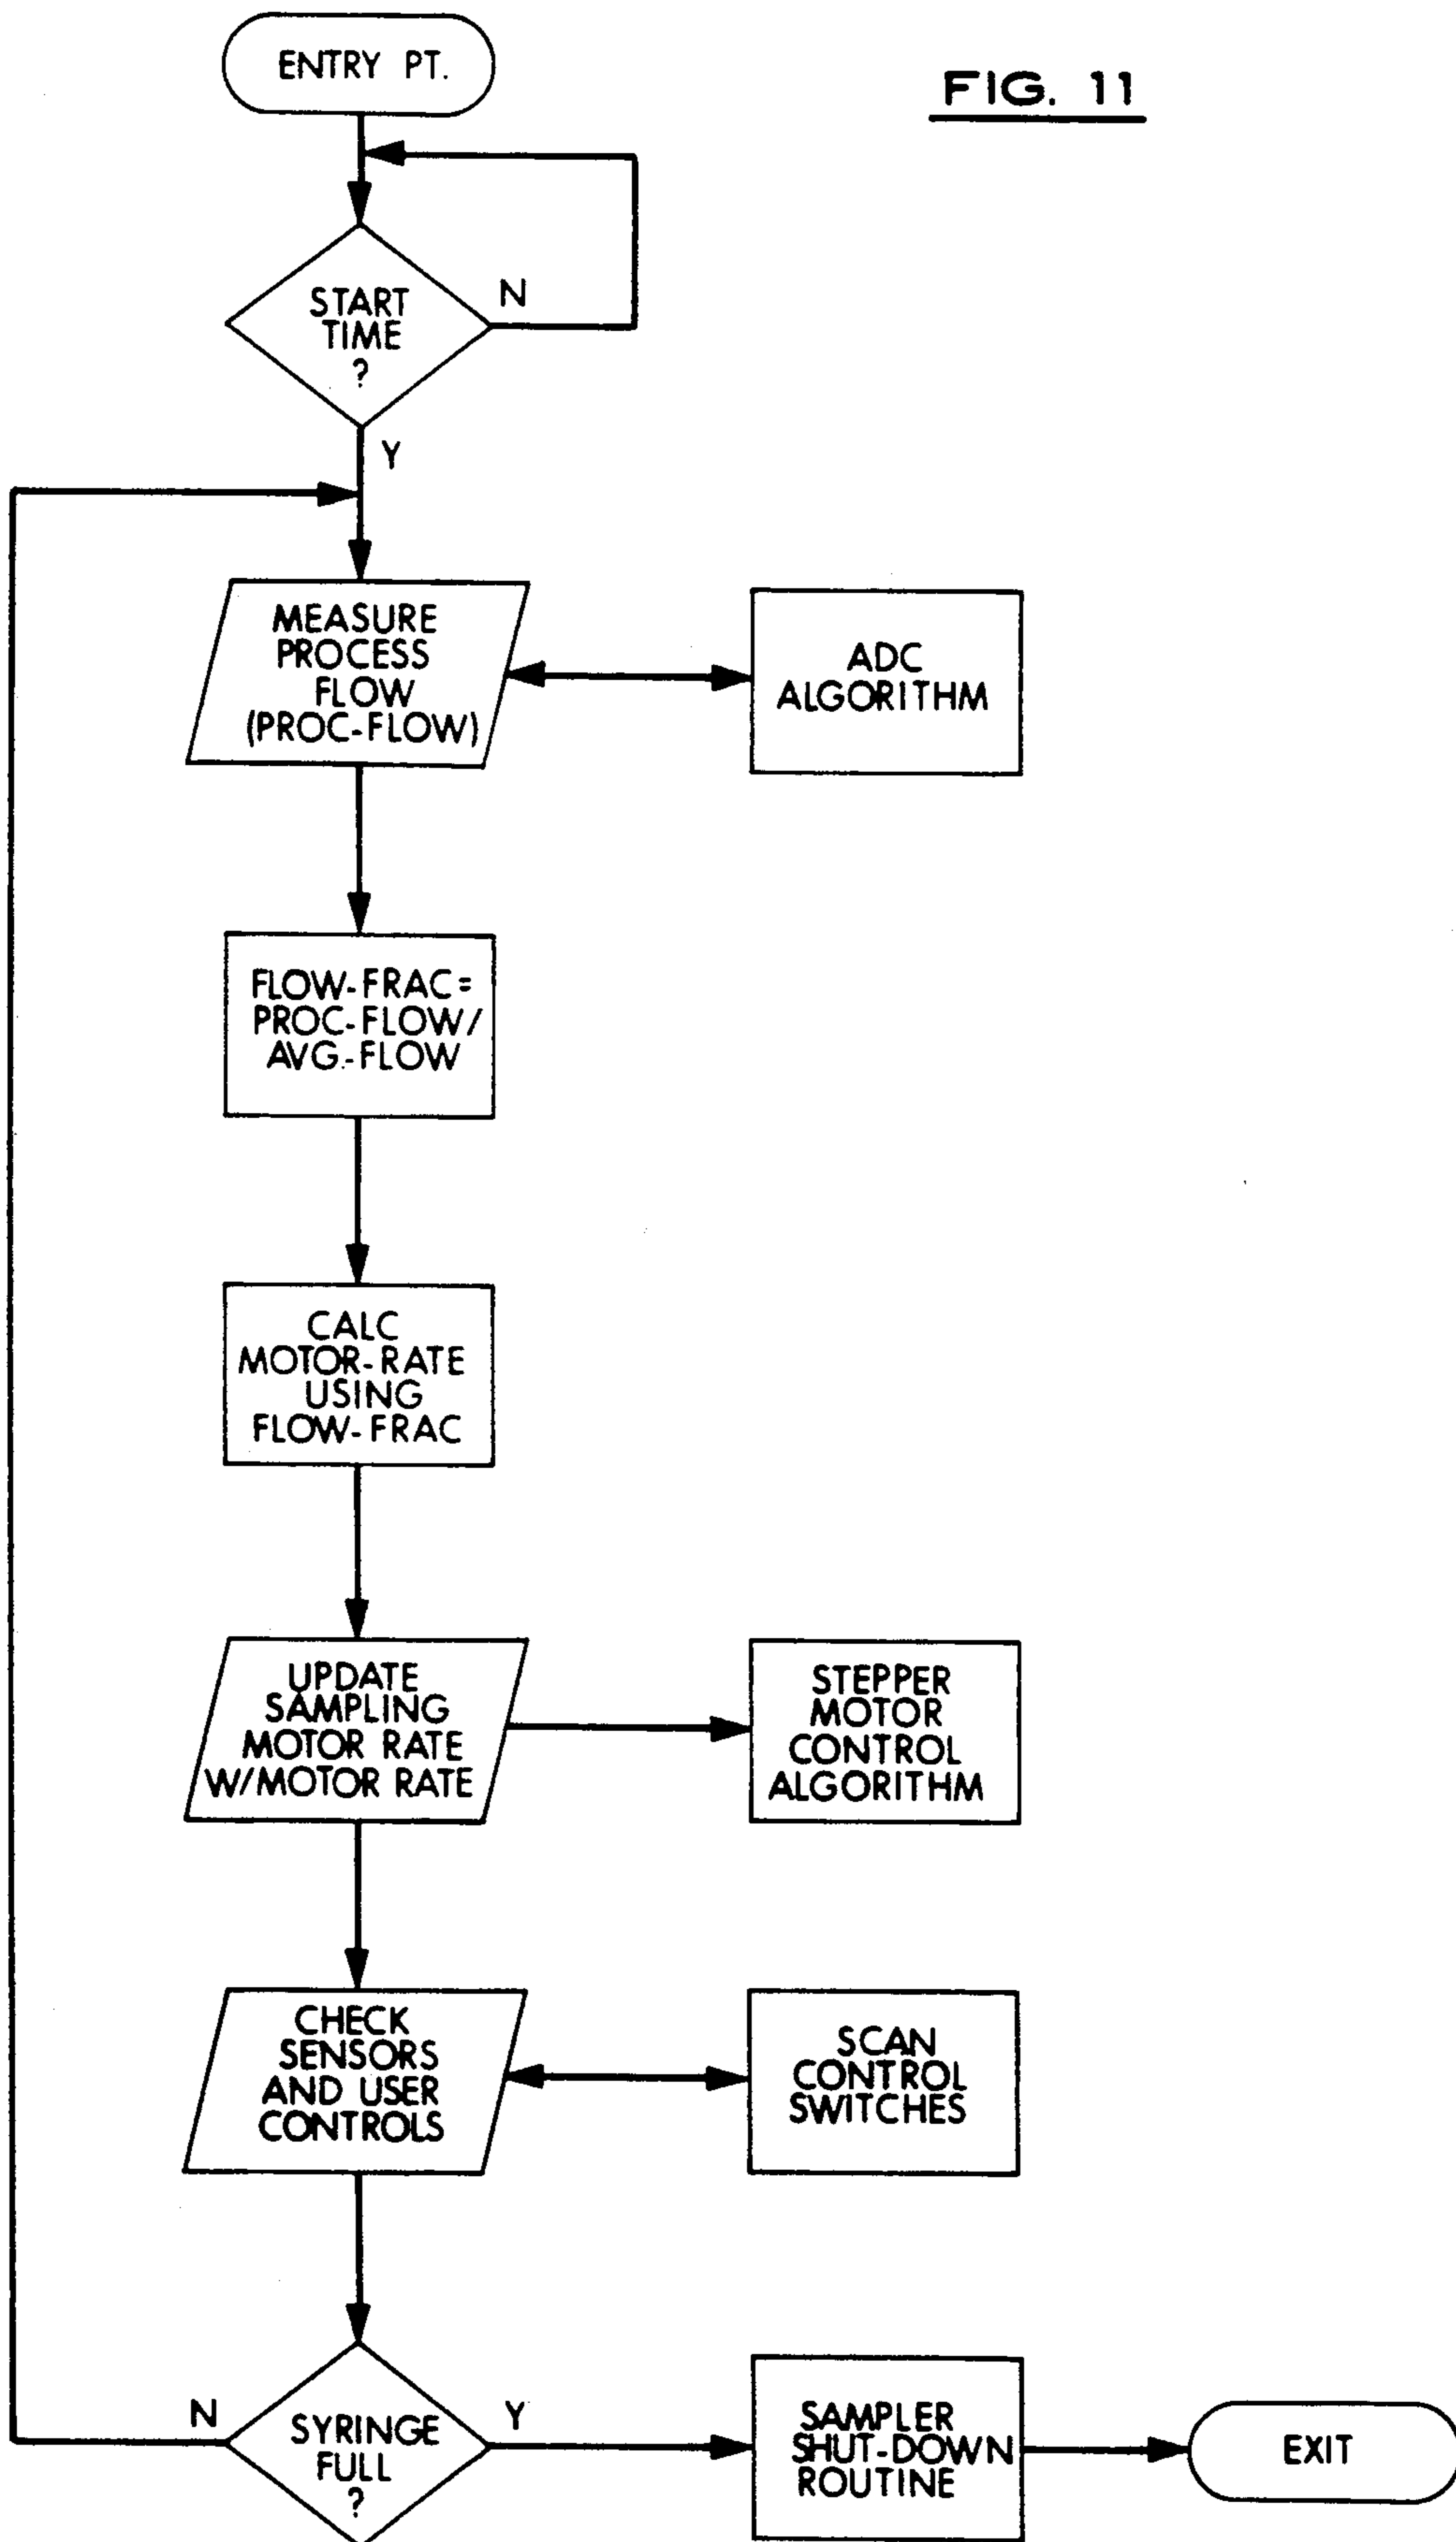 ENTRY PT.
FIG. 11
START
TIME
?
N
Y
MEASURE
PROCESS
FLOW
(PROC-FLOW)
ADC
ALGORITHM
FLOW-FRAC=
PROC-FLOW/
AVG.-FLOW
CALC
MOTOR-RATE
USING
FLOW-FRAC
UPDATE
SAMPLING
MOTOR RATE
W/MOTOR RATE
STEPPER
MOTOR
CONTROL
ALGORITHM
CHECK
SENSORS
AND USER
CONTROLS
SCAN
CONTROL
SWITCHES
N
SYRINGE
FULL
?
Y
SAMPLER
SHUT-DOWN
ROUTINE
EXIT